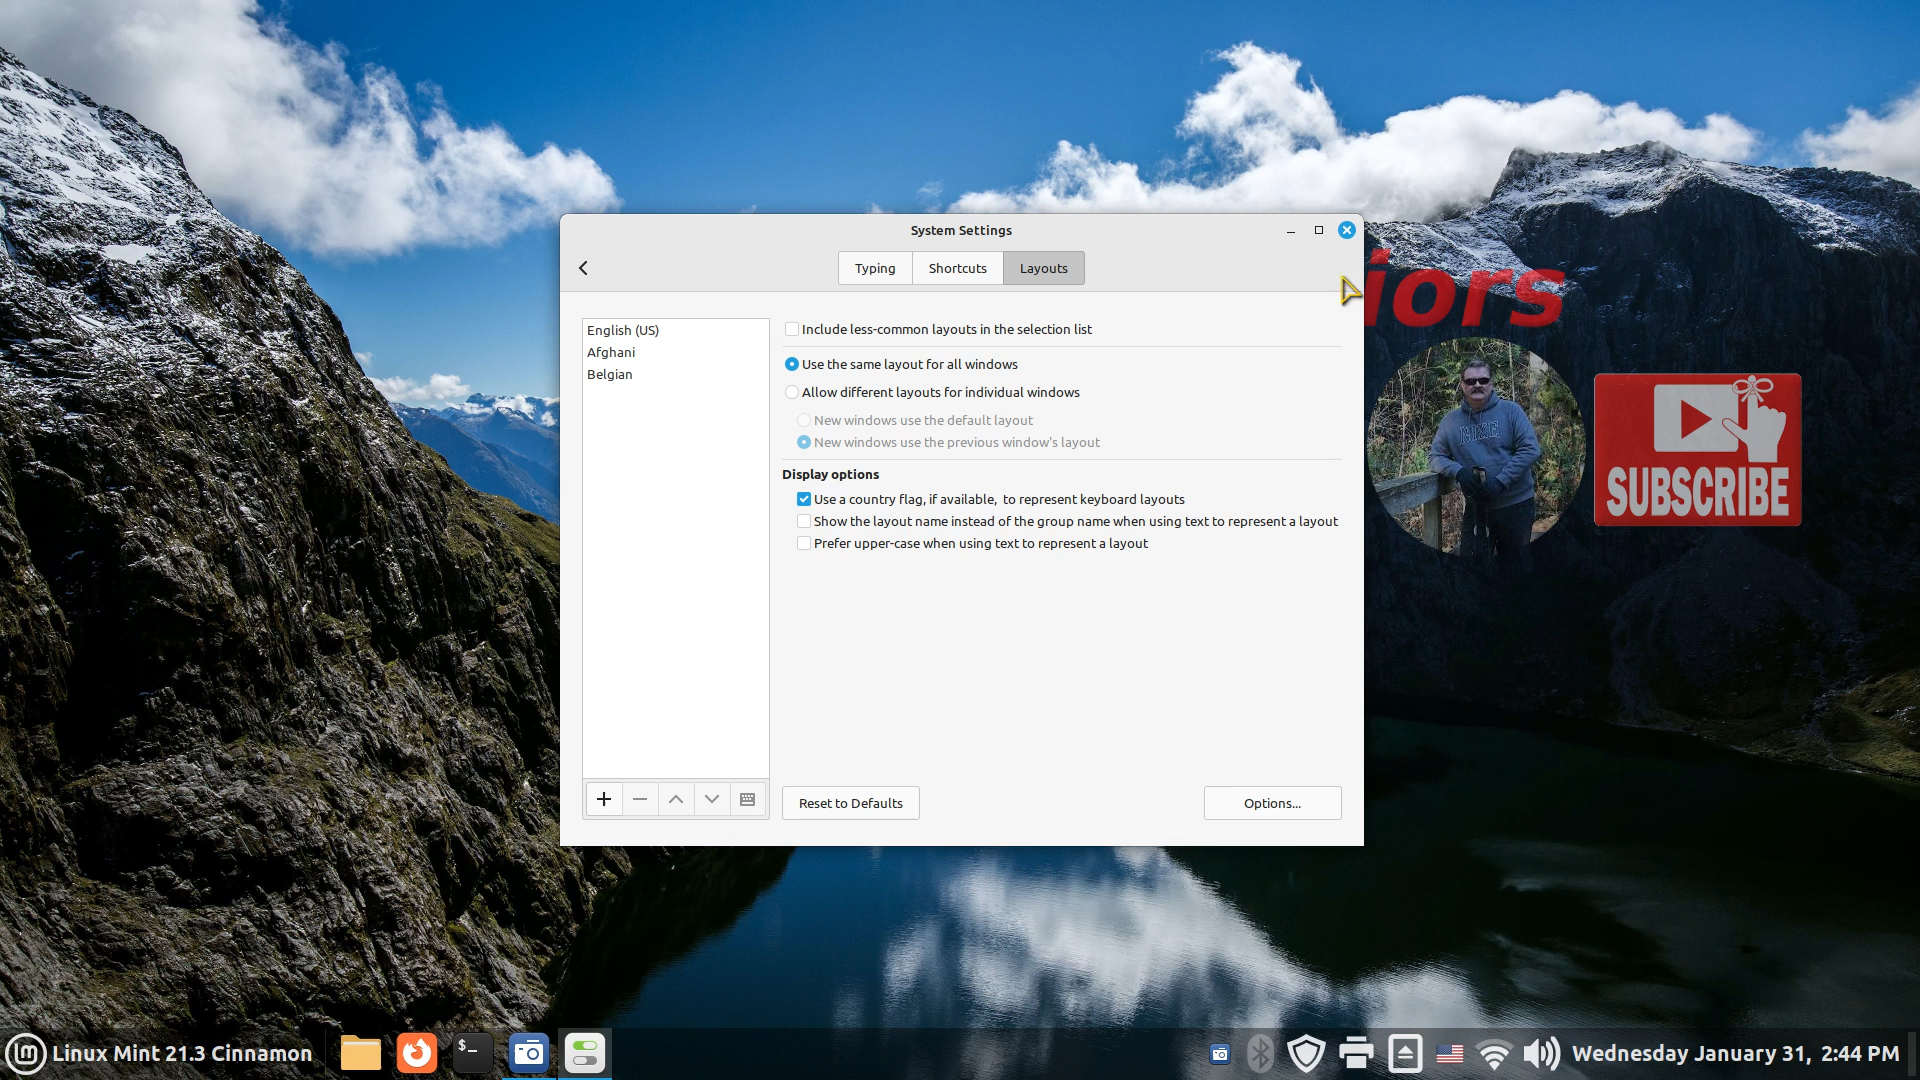 System Settings
Typing
Shortcuts
Layouts
English (US)
Afghani
Belgian
Include less-common layouts in the selection list
Use the same layout for all windows
Allow different layouts for individual windows
New windows use the default layout
New windows use the previous window's layout
Display options
Use a country flag, if available, to represent keyboard layouts
Show the layout name instead of the group name when using text to represent a layout
Prefer upper-case when using text to represent a layout
Reset to Defaults
Options...
iors
NIKE
SUBSCRIBE
Linux Mint 21.3 Cinnamon
$_
Wednesday January 31, 2:44 PM